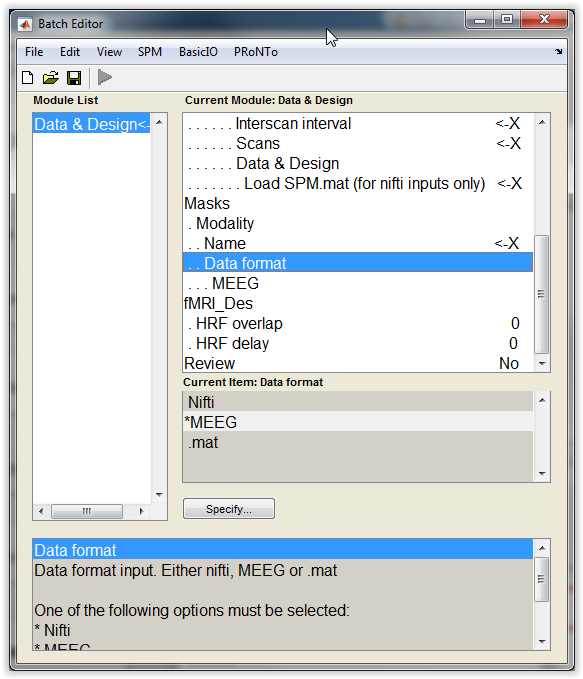 Batch Editor
File Edit View SPM BasicIO PRoNTo
Module List
Data & Design<-
Current Module: Data & Design
. . . . . . Interscan interval <-X
. . . . . . Scans <-X
. . . . . . Data & Design
. . . . . . . Load SPM.mat (for nifti inputs only) <-X
Masks
. Modality
. . Name <-X
. . Data format
. . . MEEG
fMRI_Des
. HRF overlap 0
. HRF delay 0
Review No
Current Item: Data format
Nifti
*MEEG
.mat
Specify...
Data format
Data format input. Either nifti, MEEG or .mat
One of the following options must be selected:
* Nifti
* MEEG